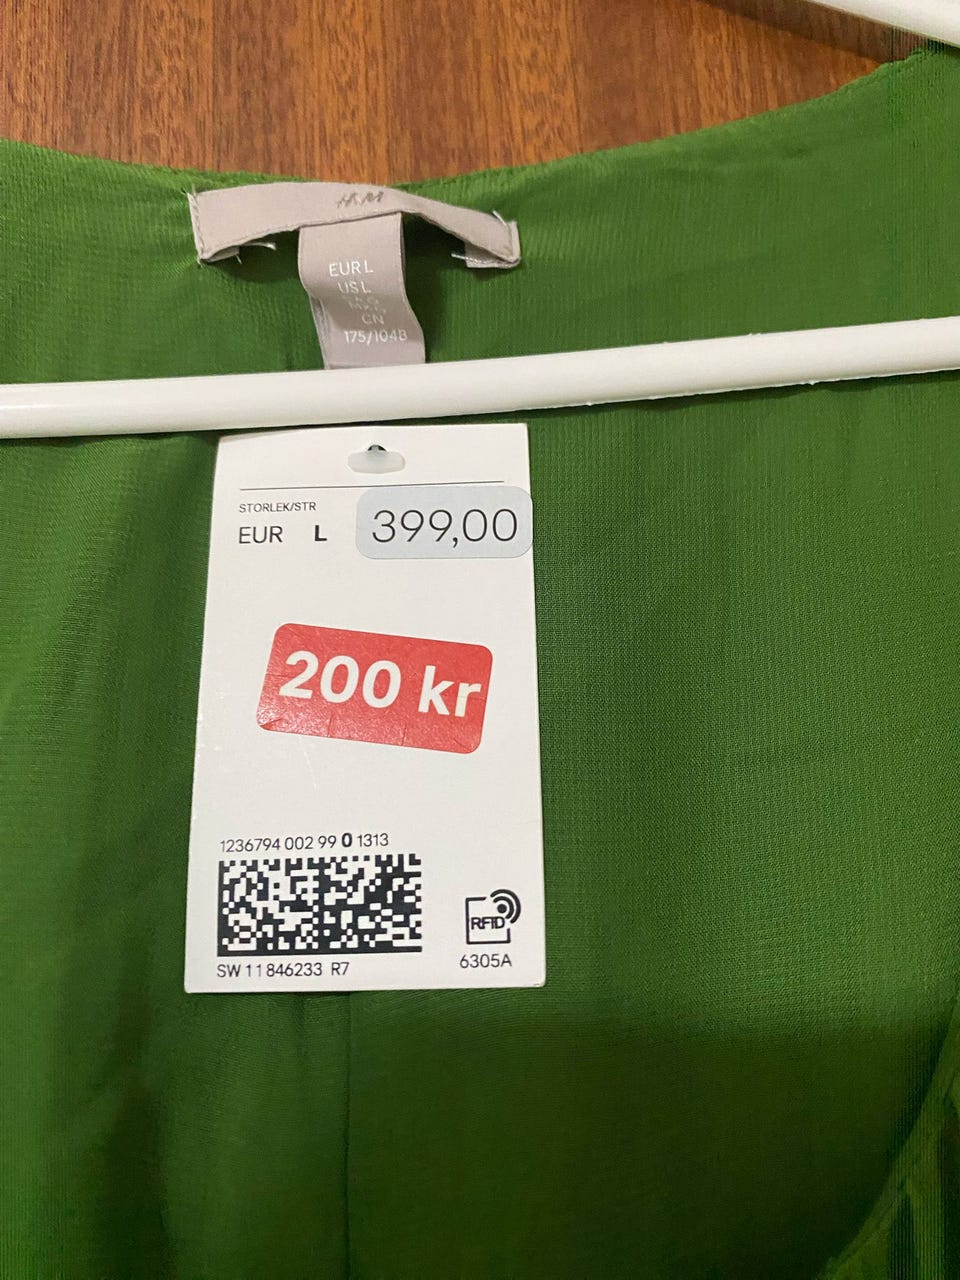 H&M
EUR L
US L
CN
175/104B
STORLEK/STR
EUR L
399,00
200 kr
1236794 002 99 0 1313
RFID
SW 11 846233 R7
6305A